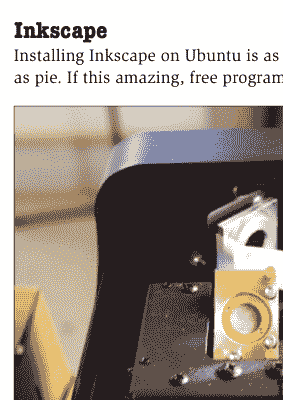 Inkscape
Installing Inkscape on Ubuntu is as
as pie. If this amazing, free program